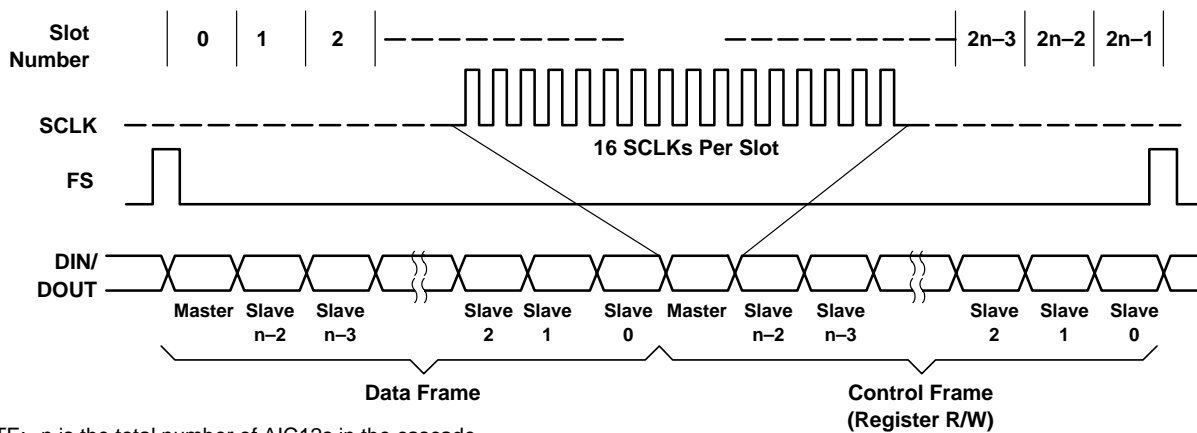 Slot Number
0 1 2 2n–3 2n–2 2n–1
SCLK
16 SCLKs Per Slot
FS
DIN/
DOUT
Master Slave n–2 Slave n–3 Slave 2 Slave 1 Slave 0 Master Slave n–2 Slave n–3 Slave 2 Slave 1 Slave 0
Data Frame
Control Frame
(Register R/W)